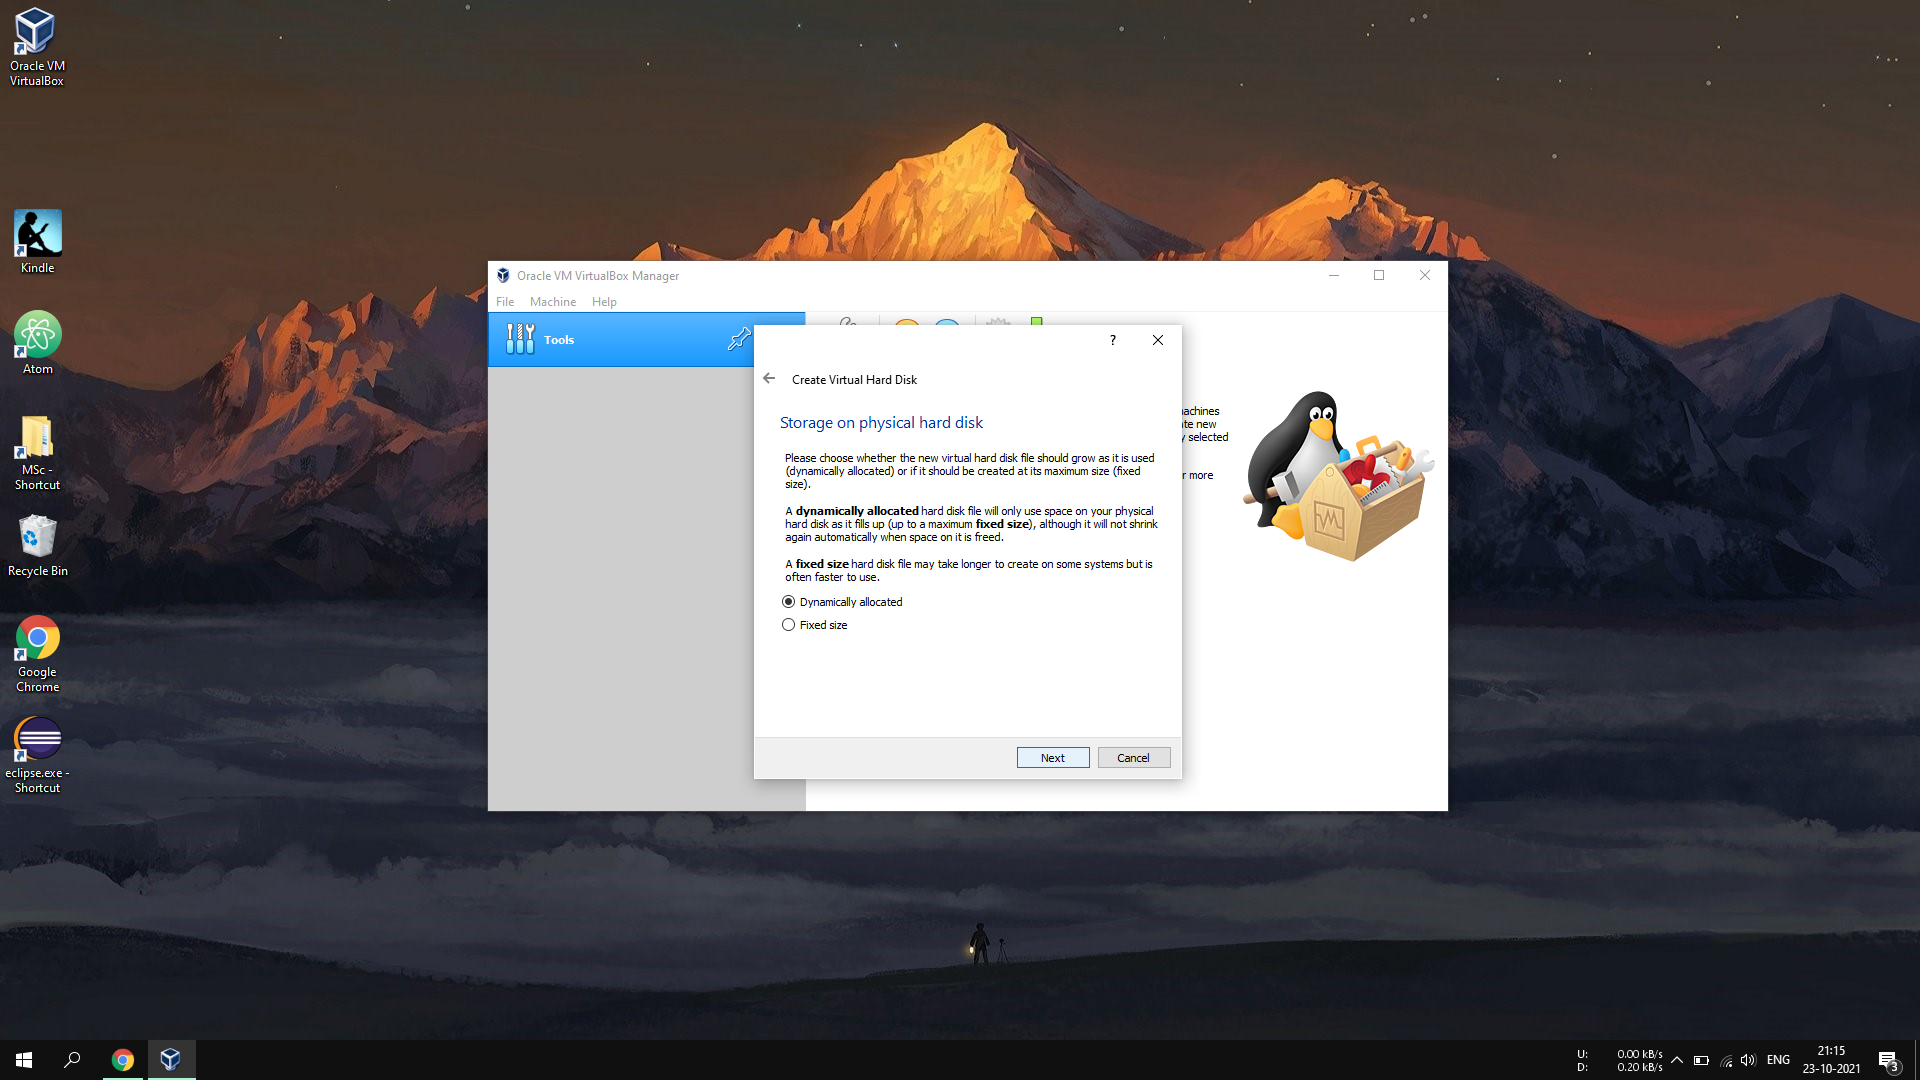 Oracle VM
VirtualBox
Kindle
Atom
MSc -
Shortcut
Recycle Bin
Google
Chrome
eclipse.exe -
Shortcut
Oracle VM VirtualBox Manager
File Machine Help
Tools
?
Create Virtual Hard Disk
Storage on physical hard disk
Please choose whether the new virtual hard disk file should grow as it is used
(dynamically allocated) or if it should be created at its maximum size (fixed
size).
A dynamically allocated hard disk file will only use space on your physical
hard disk as it fills up (up to a maximum fixed size), although it will not shrink
again automatically when space on it is freed.
A fixed size hard disk file may take longer to create on some systems but is
often faster to use.
Dynamically allocated
Fixed size
Next Cancel
selected
more
new
U: 0.00 kB/s
D: 0.20 kB/s
ENG
21:15
23-10-2021
3